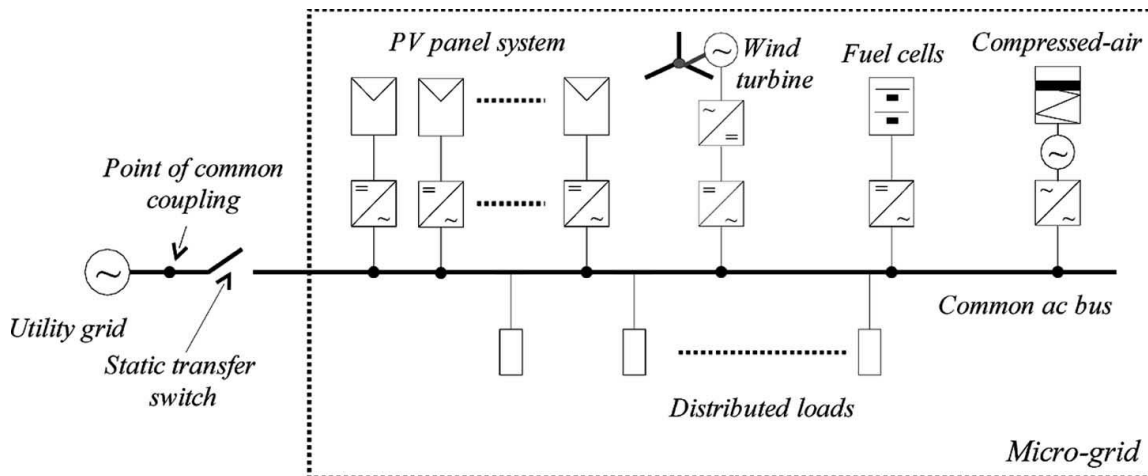 PV panel system
Wind
turbine
Fuel cells
Compressed-air
Point of common
coupling
Utility grid
Static transfer
switch
Common ac bus
Distributed loads
Micro-grid